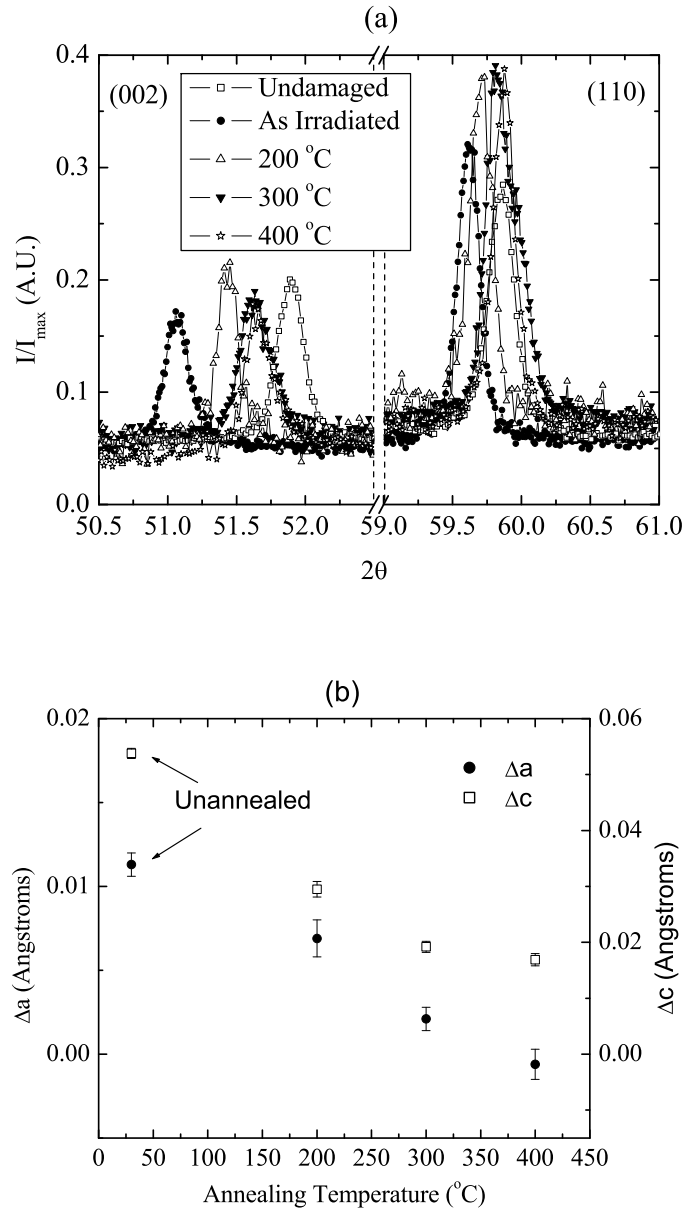 (a)
0.4
(002)
Undamaged
As Irradiated
200 °C
300 °C
400 °C
(110)
0.3
0.2
0.1
0.0
I/Imax (A.U.)
50.5 51.0 51.5 52.0 59.0 59.5 60.0 60.5 61.0
2θ
(b)
0.02 0.06
Δa
Δc
Unannealed
0.04
0.01
0.02
0.00 0.00
Δa (Angstroms)
Δc (Angstroms)
0 50 100 150 200 250 300 350 400 450
Annealing Temperature (°C)